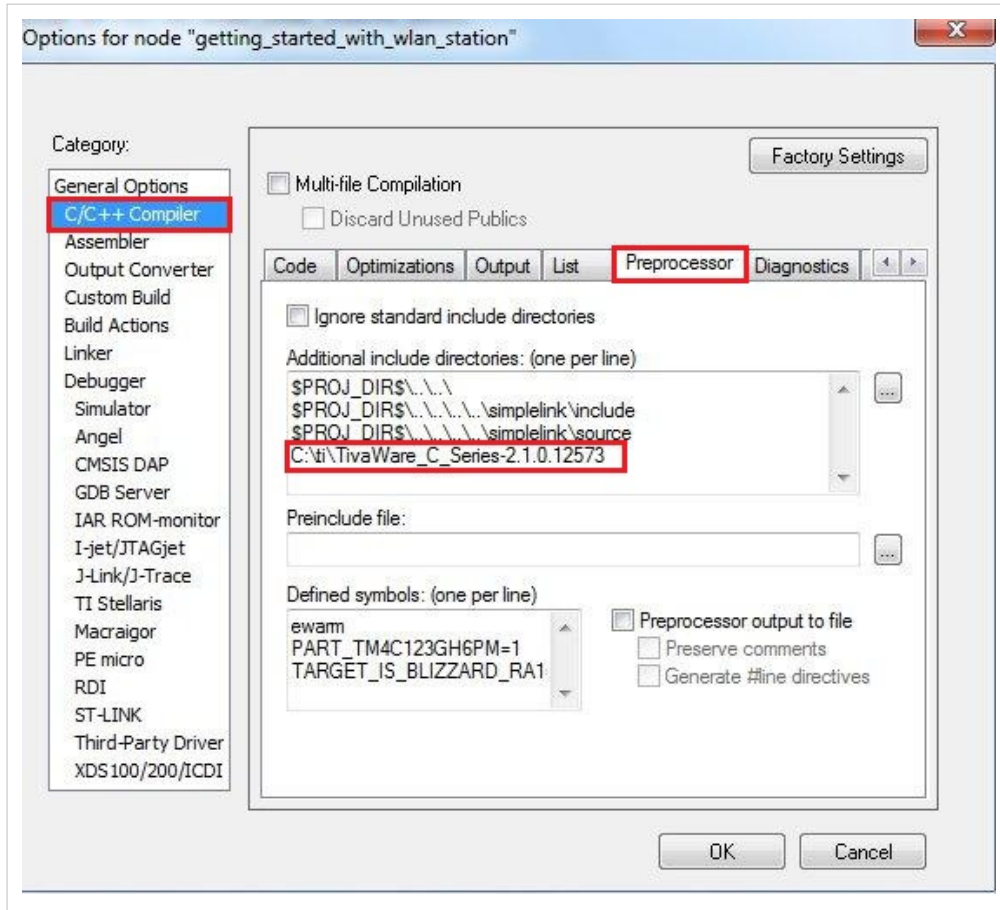 Options for node "getting_started_with_wlan_station"
X
Category:
General Options
C/C++ Compiler
Assembler
Output Converter
Custom Build
Build Actions
Linker
Debugger
Simulator
Angel
CMSIS DAP
GDB Server
IAR ROM-monitor
I-jet/JTAGjet
J-Link/J-Trace
TI Stellaris
Macraigor
PE micro
RDI
ST-LINK
Third-Party Driver
XDS100/200/ICDI
Factory Settings
Multi-file Compilation
Discard Unused Publics
Code Optimizations Output List Preprocessor Diagnostics
Ignore standard include directories
Additional include directories: (one per line)
$PROJ_DIR$\..\..\
$PROJ_DIR$\..\..\..\..\simplelink\include
$PROJ_DIR$\..\..\..\..\simplelink\source
C:\ti\TivaWare_C_Series-2.1.0.12573
...
Preinclude file:
...
Defined symbols: (one per line)
ewarm
PART_TM4C123GH6PM=1
TARGET_IS_BLIZZARD_RA1
Preprocessor output to file
Preserve comments
Generate #line directives
OK Cancel